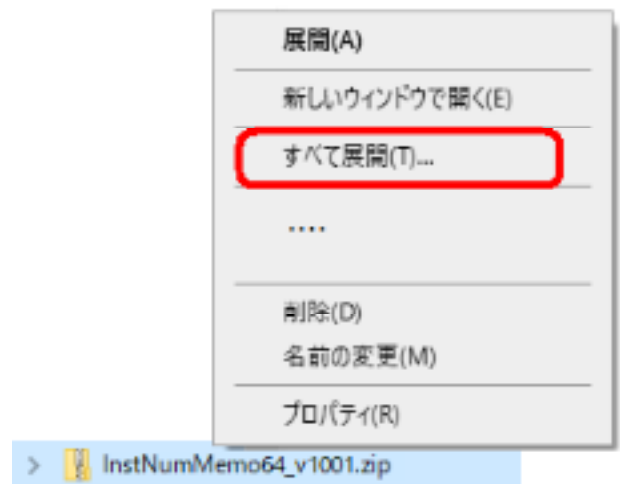 展開(A)
新しいウィンドウで開く(E)
すべて展開(T)...
....
削除(D)
名前の変更(M)
プロパティ(R)
InstNumMemo64_v1001.zip